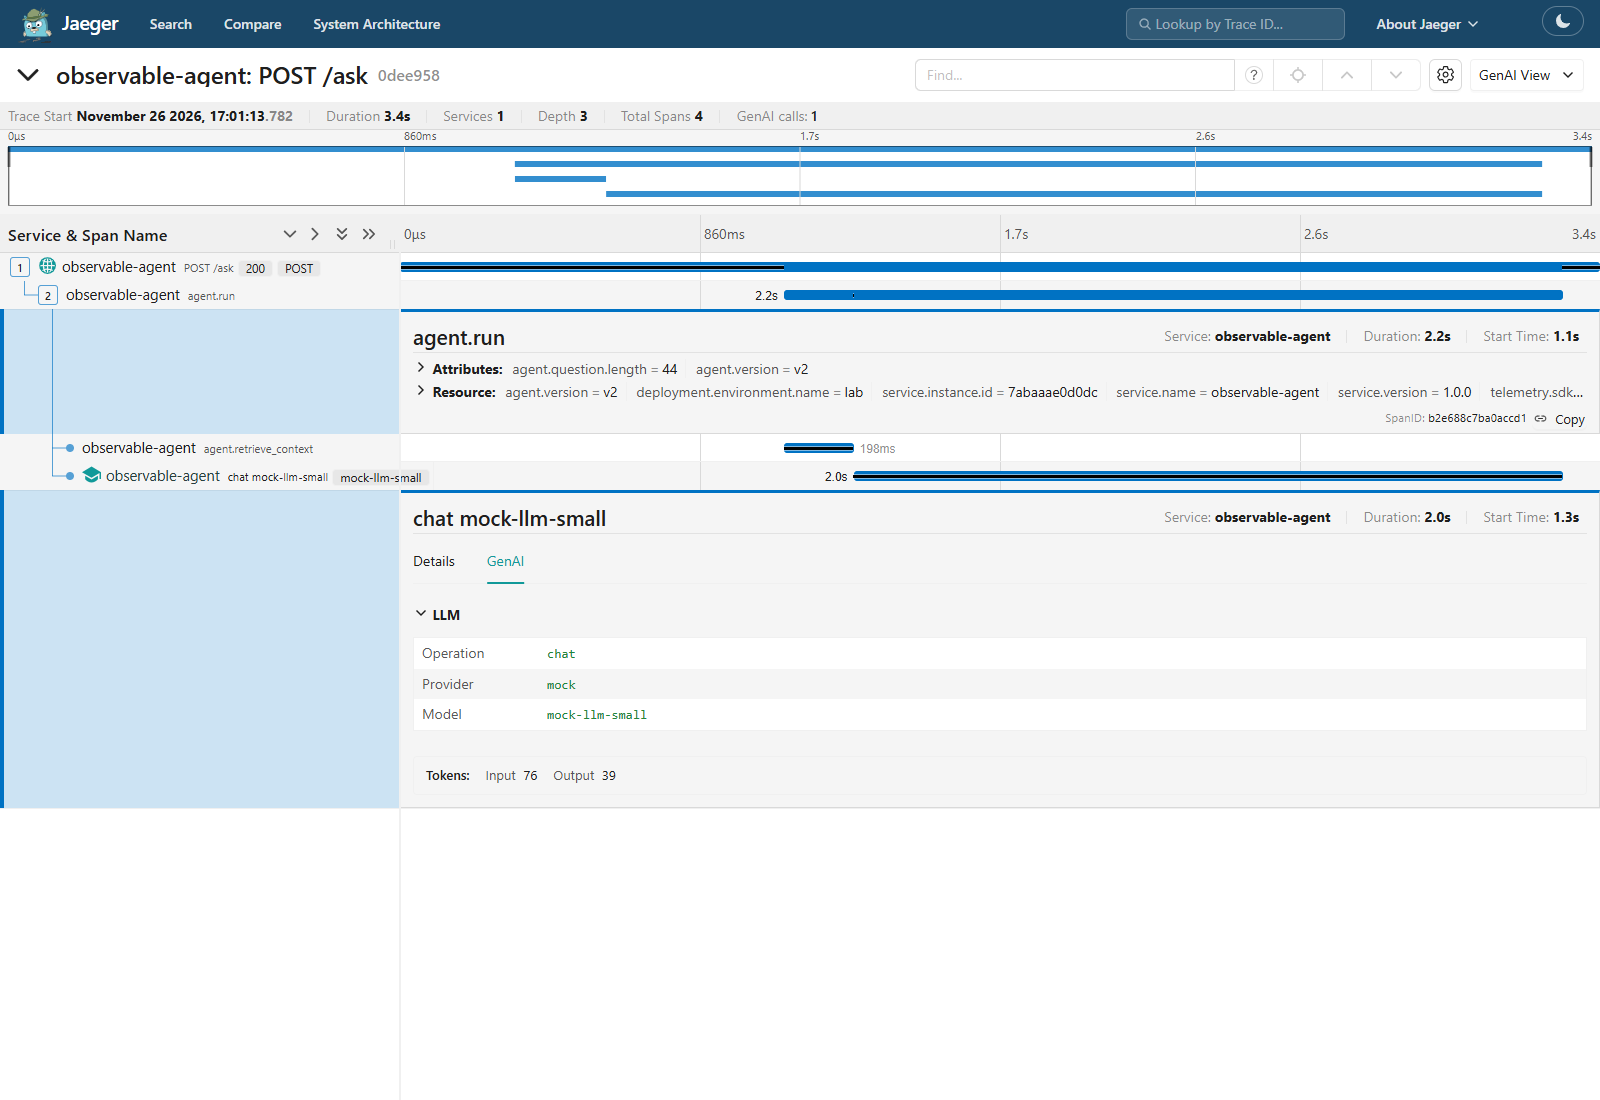 Jaeger Search Compare System Architecture Lookup by Trace ID... About Jaeger
observable-agent: POST /ask 0dee958 Find... ? GenAI View
Trace Start November 26 2026, 17:01:13.782 Duration 3.4s Services 1 Depth 3 Total Spans 4 GenAI calls: 1
0μs 860ms 1.7s 2.6s 3.4s
Service & Span Name 0μs 860ms 1.7s 2.6s 3.4s
1 observable-agent POST /ask 200 POST
2 observable-agent agent.run 2.2s
agent.run Service: observable-agent Duration: 2.2s Start Time: 1.1s
Attributes: agent.question.length = 44 agent.version = v2
Resource: agent.version = v2 deployment.environment.name = lab service.instance.id = 7abaaae0d0dc service.name = observable-agent service.version = 1.0.0 telemetry.sdk...
SpanID: b2e688c7ba0accd1 Copy
observable-agent agent.retrieve_context 198ms
observable-agent chat mock-llm-small mock-llm-small 2.0s
chat mock-llm-small Service: observable-agent Duration: 2.0s Start Time: 1.3s
Details GenAI
LLM
Operation chat
Provider mock
Model mock-llm-small
Tokens: Input 76 Output 39